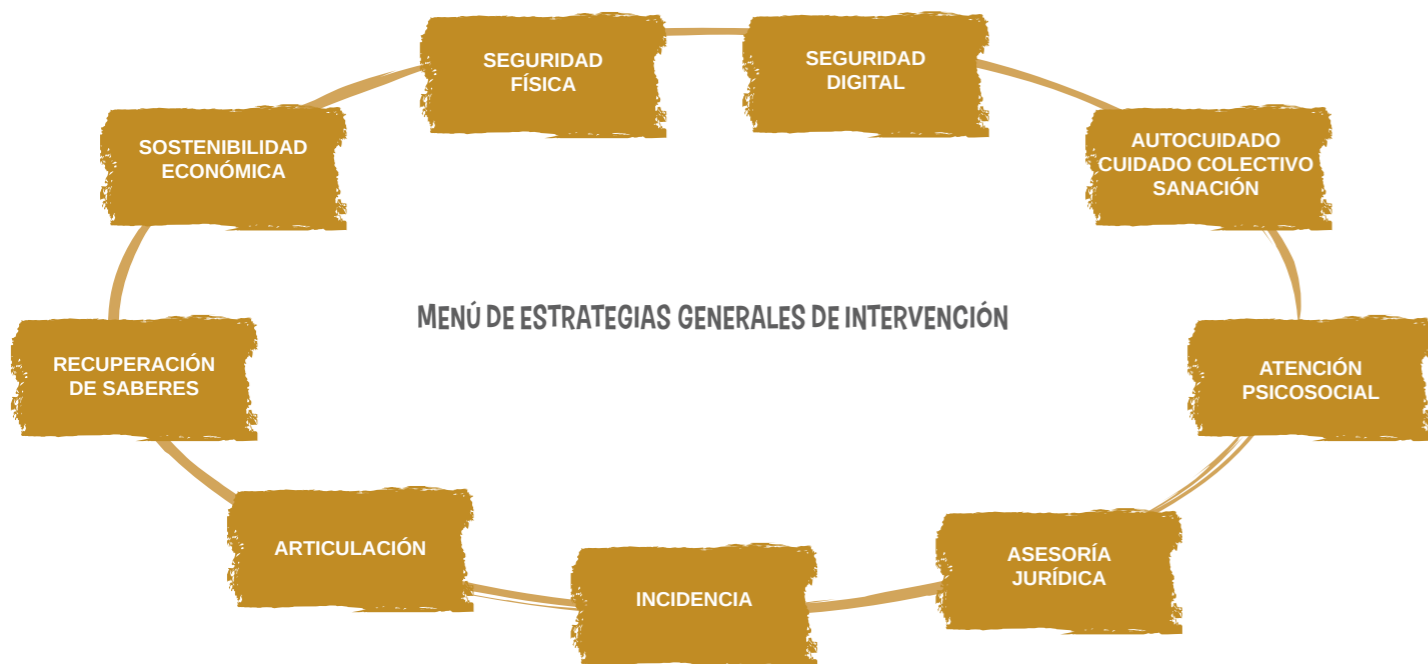 SEGURIDAD
FÍSICA
SEGURIDAD
DIGITAL
SOSTENIBILIDAD
ECONÓMICA
AUTOCUIDADO
CUIDADO COLECTIVO
SANACIÓN
MENÚ DE ESTRATEGIAS GENERALES DE INTERVENCIÓN
RECUPERACIÓN
DE SABERES
ATENCIÓN
PSICOSOCIAL
ARTICULACIÓN
INCIDENCIA
ASESORÍA
JURÍDICA